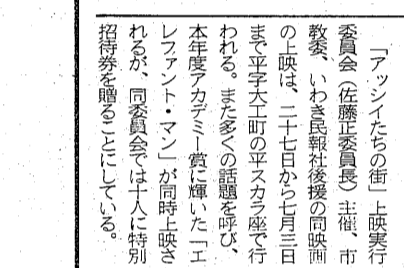 「アッシイたちの街」上映実行
委員会（佐藤正委員長）主催、市
教委、いわき民報社後援の同映画
の上映は、二十七日から七月三日
まで平字大工町の平スカラ座で行
われる。また多くの話題を呼び、
本年度アカデミー賞に輝いた「エ
レファント・マン」が同時上映さ
れるが、同委員会では十人に特別
招待券を贈ることにしている。